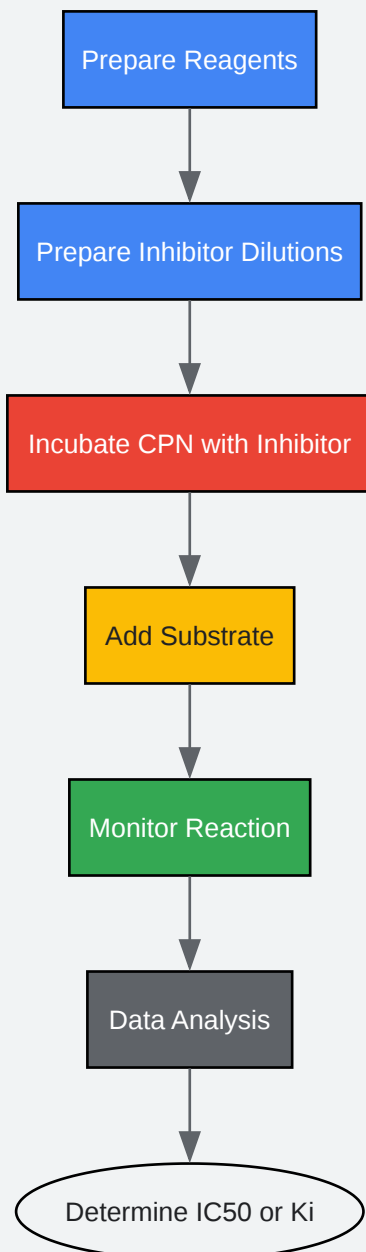 Prepare Reagents
Prepare Inhibitor Dilutions
Incubate CPN with Inhibitor
Add Substrate
Monitor Reaction
Data Analysis
Determine IC50 or Ki